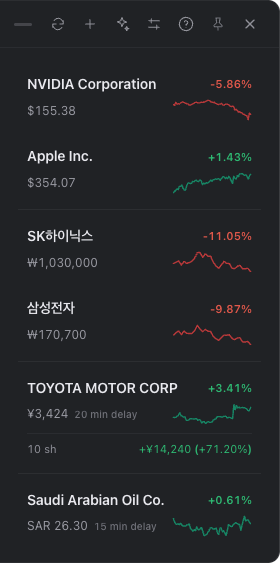 NVIDIA Corporation -5.86%
$155.38
Apple Inc. +1.43%
$354.07
SK하이닉스 -11.05%
₩1,030,000
삼성전자 -9.87%
₩170,700
TOYOTA MOTOR CORP +3.41%
¥3,424 20 min delay
10 sh +¥14,240 (+71.20%)
Saudi Arabian Oil Co. +0.61%
SAR 26.30 15 min delay